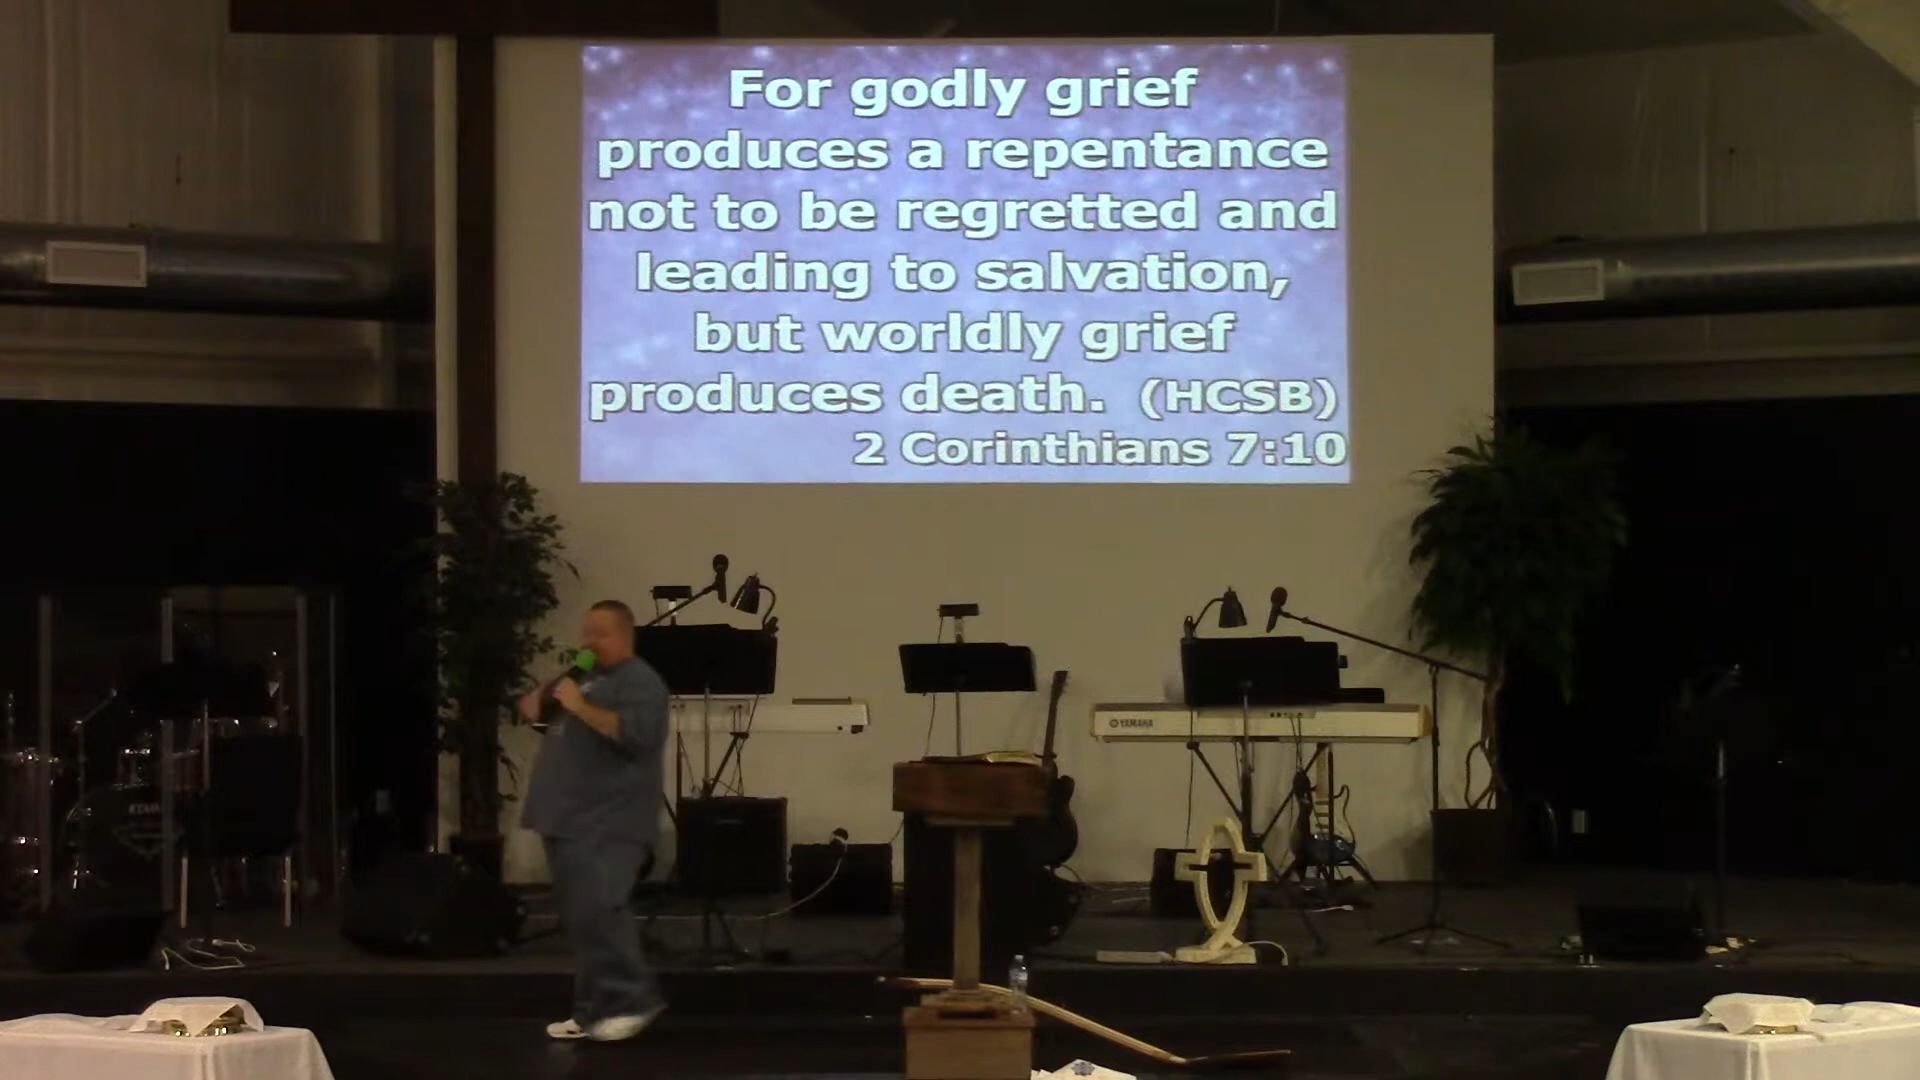 For godly grief
produces a repentance
not to be regretted and
leading to salvation,
but worldly grief
produces death. (HCSB)
2 Corinthians 7:10
YAMAHA
TAMA